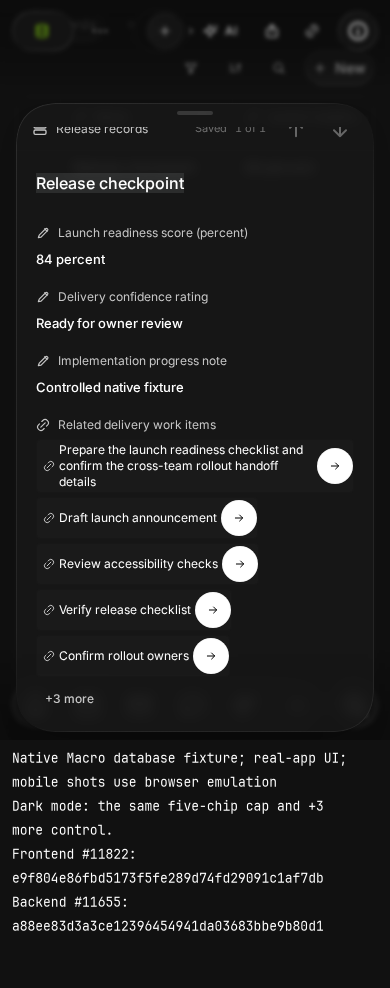 AI
New
Release records
Saved 1 of 1
Release checkpoint
Launch readiness score (percent)
84 percent
Delivery confidence rating
Ready for owner review
Implementation progress note
Controlled native fixture
Related delivery work items
Prepare the launch readiness checklist and
confirm the cross-team rollout handoff
details
Draft launch announcement
Review accessibility checks
Verify release checklist
Confirm rollout owners
+3 more
Native Macro database fixture; real-app UI;
mobile shots use browser emulation
Dark mode: the same five-chip cap and +3
more control.
Frontend #11822:
e9f804e86fbd5173f5fe289d74fd29091c1af7db
Backend #11655:
a88ee83d3a3ce12396454941da03683bbe9b80d1